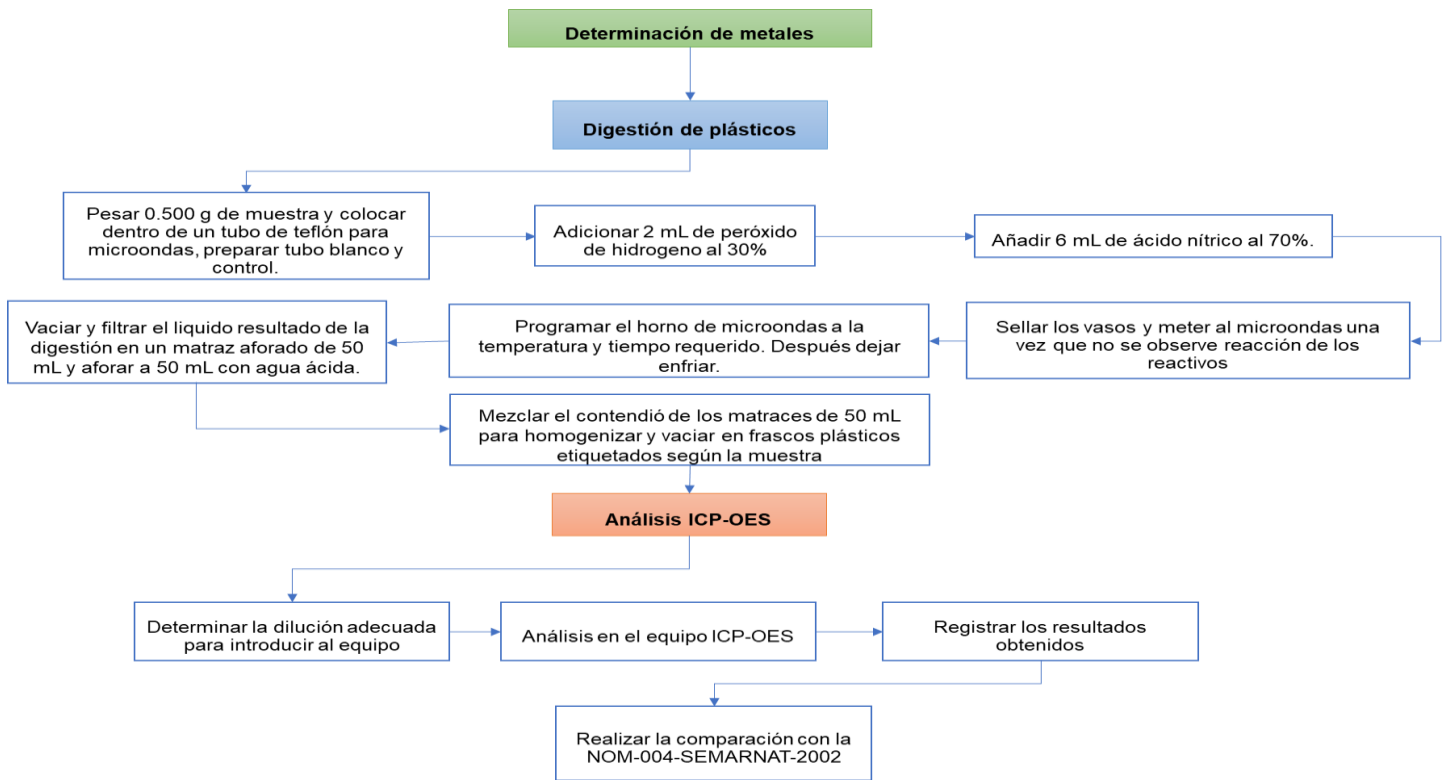 Determinación de metales
Digestión de plásticos
Pesar 0.500 g de muestra y colocar
dentro de un tubo de teflón para
microondas, preparar tubo blanco y
control.
Adicionar 2 mL de peróxido
de hidrogeno al 30%
Añadir 6 mL de ácido nítrico al 70%.
Sellar los vasos y meter al microondas una
vez que no se observe reacción de los
reactivos
Programar el horno de microondas a la
temperatura y tiempo requerido. Después dejar
enfriar.
Vaciar y filtrar el liquido resultado de la
digestión en un matraz aforado de 50
mL y aforar a 50 mL con agua ácida.
Mezclar el contendió de los matraces de 50 mL
para homogenizar y vaciar en frascos plásticos
etiquetados según la muestra
Análisis ICP-OES
Determinar la dilución adecuada
para introducir al equipo
Análisis en el equipo ICP-OES
Registrar los resultados
obtenidos
Realizar la comparación con la
NOM-004-SEMARNAT-2002